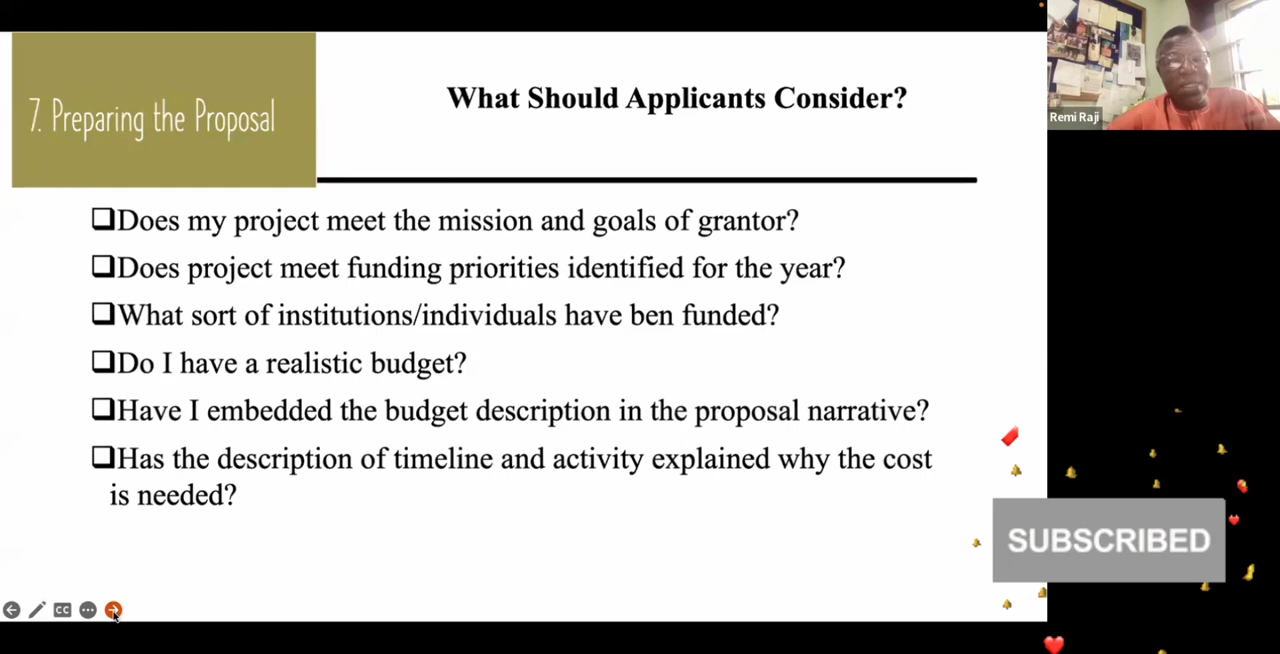 7. Preparing the Proposal
What Should Applicants Consider?
❑Does my project meet the mission and goals of grantor?
❑Does project meet funding priorities identified for the year?
❑What sort of institutions/individuals have ben funded?
❑Do I have a realistic budget?
❑Have I embedded the budget description in the proposal narrative?
❑Has the description of timeline and activity explained why the cost
is needed?
Remi Raji
SUBSCRIBED
CC